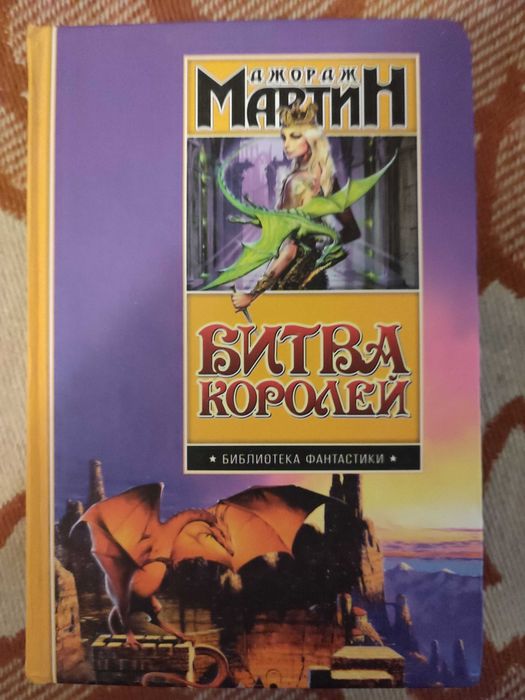 ДЖОРДЖ
МАРТИН
БИТВА
КОРОЛЕЙ
★ БИБЛИОТЕКА ФАНТАСТИКИ ★